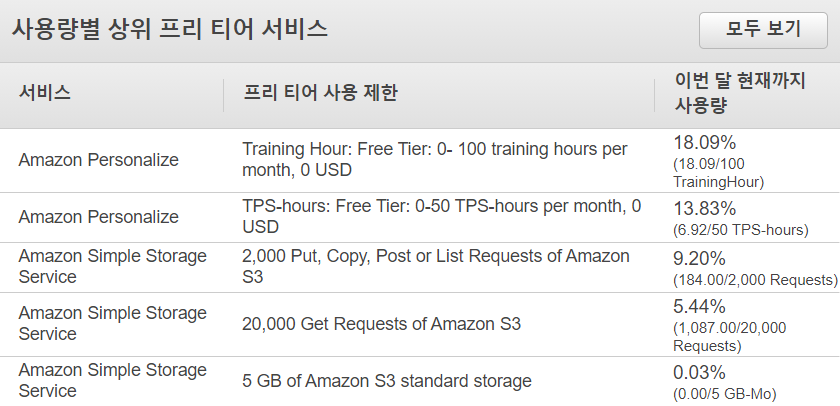 사용량별 상위 프리 티어 서비스
모두 보기
서비스
프리 티어 사용 제한
이번 달 현재까지
사용량
Amazon Personalize
Training Hour: Free Tier: 0- 100 training hours per
month, 0 USD
18.09%
(18.09/100
TrainingHour)
Amazon Personalize
TPS-hours: Free Tier: 0-50 TPS-hours per month, 0
USD
13.83%
(6.92/50 TPS-hours)
Amazon Simple Storage
Service
2,000 Put, Copy, Post or List Requests of Amazon
S3
9.20%
(184.00/2,000 Requests)
Amazon Simple Storage
Service
20,000 Get Requests of Amazon S3
5.44%
(1,087.00/20,000
Requests)
Amazon Simple Storage
Service
5 GB of Amazon S3 standard storage
0.03%
(0.00/5 GB-Mo)